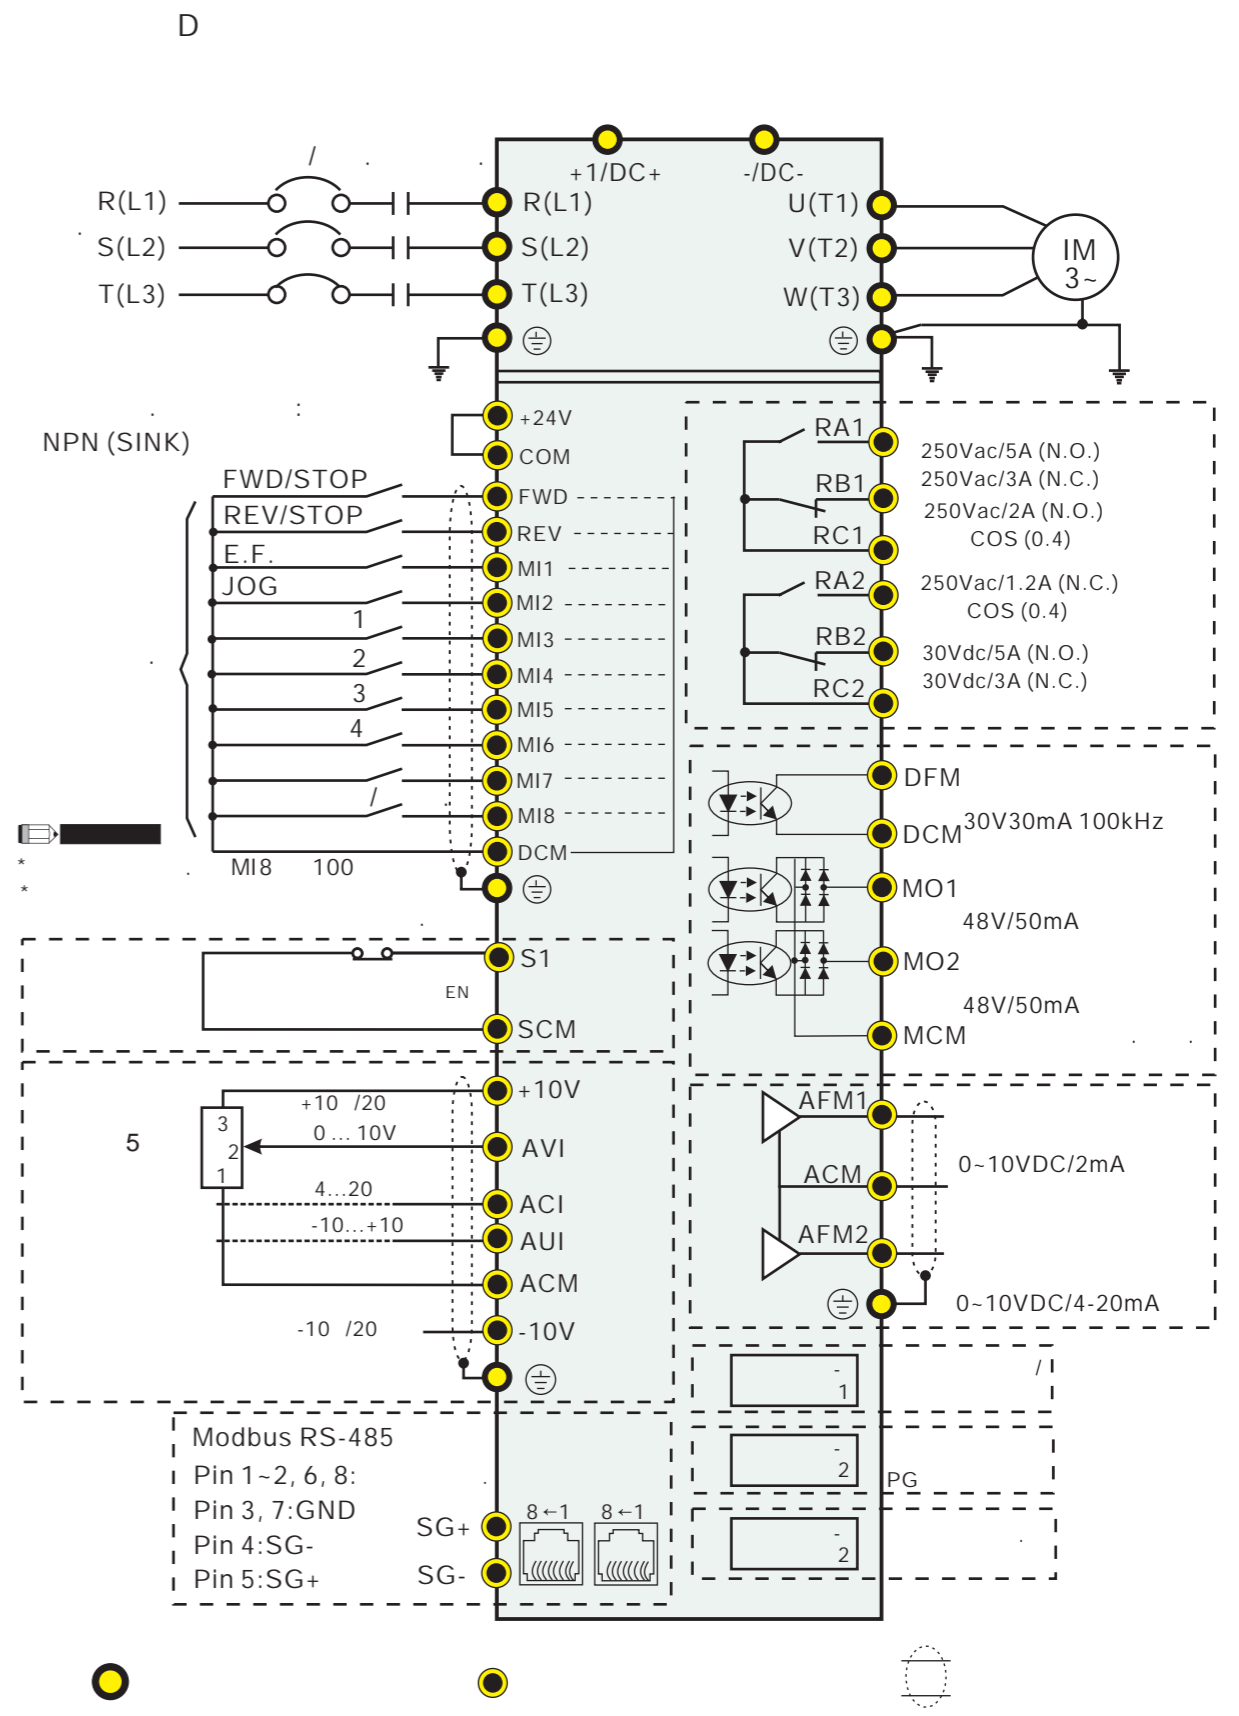 D
+1/DC+
-/DC-
/ . .
R(L1)
R(L1)
U(T1)
S(L2)
S(L2)
V(T2)
T(L3)
T(L3)
W(T3)
IM
3~
. :
NPN (SINK)
+24V
COM
FWD/STOP
FWD
REV/STOP
REV
E.F.
MI1
JOG
MI2
1
MI3
2
MI4
3
MI5
4
MI6
MI7
/
MI8
DCM
MI8 100
*
*
RA1
RB1
RC1
RA2
RB2
RC2
250Vac/5A (N.O.)
250Vac/3A (N.C.)
250Vac/2A (N.O.)
COS (0.4)
250Vac/1.2A (N.C.)
COS (0.4)
30Vdc/5A (N.O.)
30Vdc/3A (N.C.)
DFM
DCM
30V30mA 100kHz
MO1
48V/50mA
MO2
48V/50mA
MCM
S1
EN
SCM
+10V
+10 /20
3
2
1
5
0 ... 10V
AVI
4...20
ACI
-10...+10
AUI
ACM
-10 /20
-10V
AFM1
ACM
0~10VDC/2mA
AFM2
0~10VDC/4-20mA
-
1
/
-
2
PG
-
2
Modbus RS-485
Pin 1~2, 6, 8:
Pin 3, 7:GND
Pin 4:SG-
Pin 5:SG+
SG+
SG-
8←1
8←1